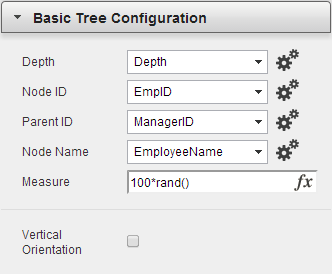 Basic Tree Configuration
Depth Depth
Node ID EmpID
Parent ID ManagerID
Node Name EmployeeName
Measure 100*rand() fx
Vertical
Orientation